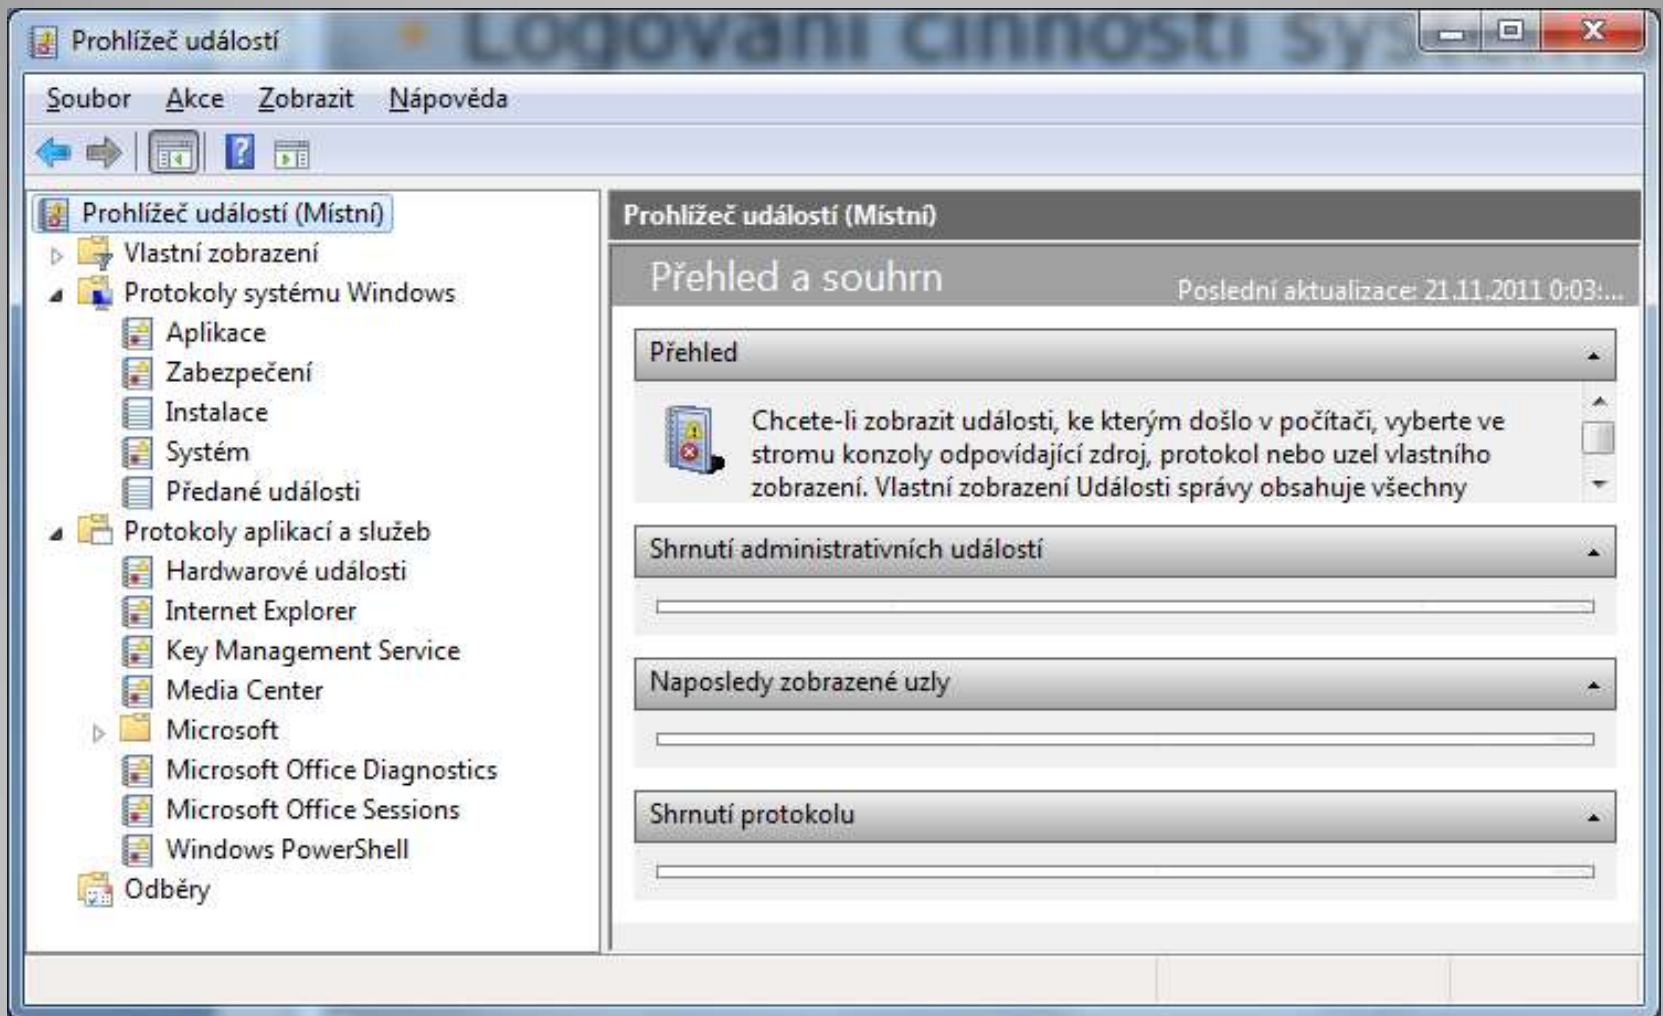 Logování činnosti
Prohlížeč událostí
Soubor Akce Zobrazit Nápověda
Prohlížeč událostí (Místní)
Vlastní zobrazení
Protokoly systému Windows
Aplikace
Zabezpečení
Instalace
Systém
Předané události
Protokoly aplikací a služeb
Hardwarové události
Internet Explorer
Key Management Service
Media Center
Microsoft
Microsoft Office Diagnostics
Microsoft Office Sessions
Windows PowerShell
Odběry
Prohlížeč událostí (Místní)
Přehled a souhrn
Poslední aktualizace: 21.11.2011 0:03:...
Přehled
Chcete-li zobrazit události, ke kterým došlo v počítači, vyberte ve
stromu konzoly odpovídající zdroj, protokol nebo uzel vlastního
zobrazení. Vlastní zobrazení Události správy obsahuje všechny
Shrnutí administrativních událostí
Naposledy zobrazené uzly
Shrnutí protokolu